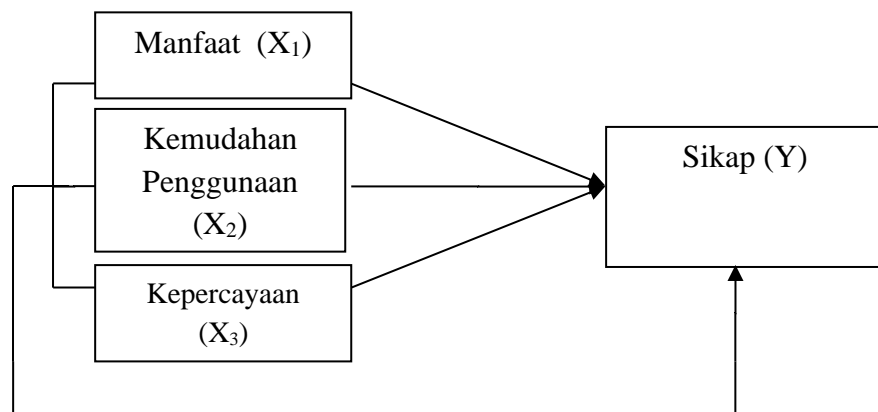 Manfaat (X₁)
Kemudahan
Penggunaan
(X₂)
Sikap (Y)
Kepercayaan
(X₃)